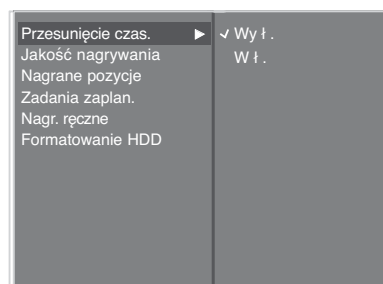 Przesunięcie czas.
Jakość nagrywania
Nagrane pozycje
Zadania zaplan.
Nagr. ręczne
Formatowanie HDD
Wył.
Wł.